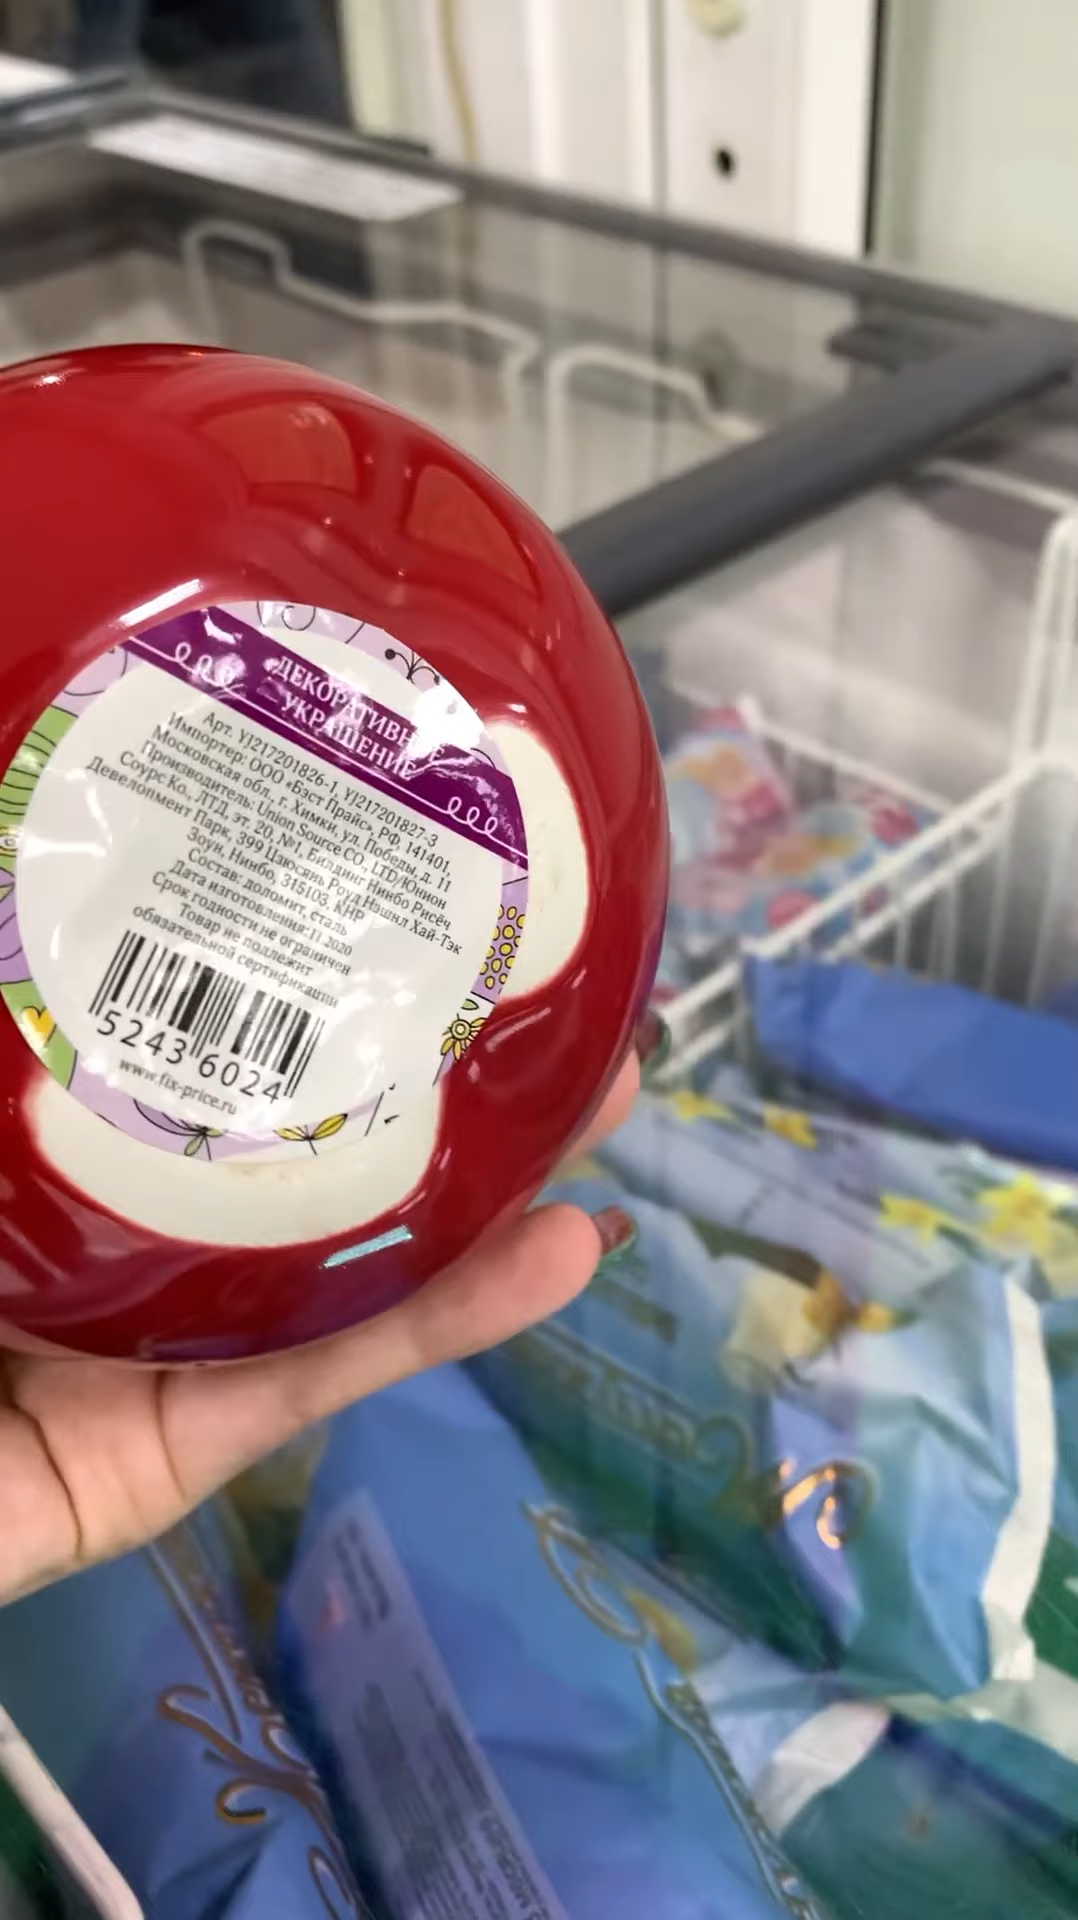 ДЕКОРАТИВНОЕ
УКРАШЕНИЕ
Арт. YJ217201826-1, YJ217201827-3
Импортер: ООО «Бэст Прайс», РФ, 141401,
Московская обл., г. Химки, ул. Победы, д. 11
Производитель: Union Source CO., LTD/Юнион
Соурс Ко., ЛТД, эт. 20, №1, Билдинг Нинбо Рисёч
Девелопмент Парк, 399 Цзюсянь Роуд Нэшнл Хай-Тэк
Зоун, Нинбо, 315103, КНР
Состав: доломит, сталь
Дата изготовления: 11.2020
Срок годности не ограничен
Товар не подлежит
обязательной сертификации
5243 6024
www.fix-price.ru